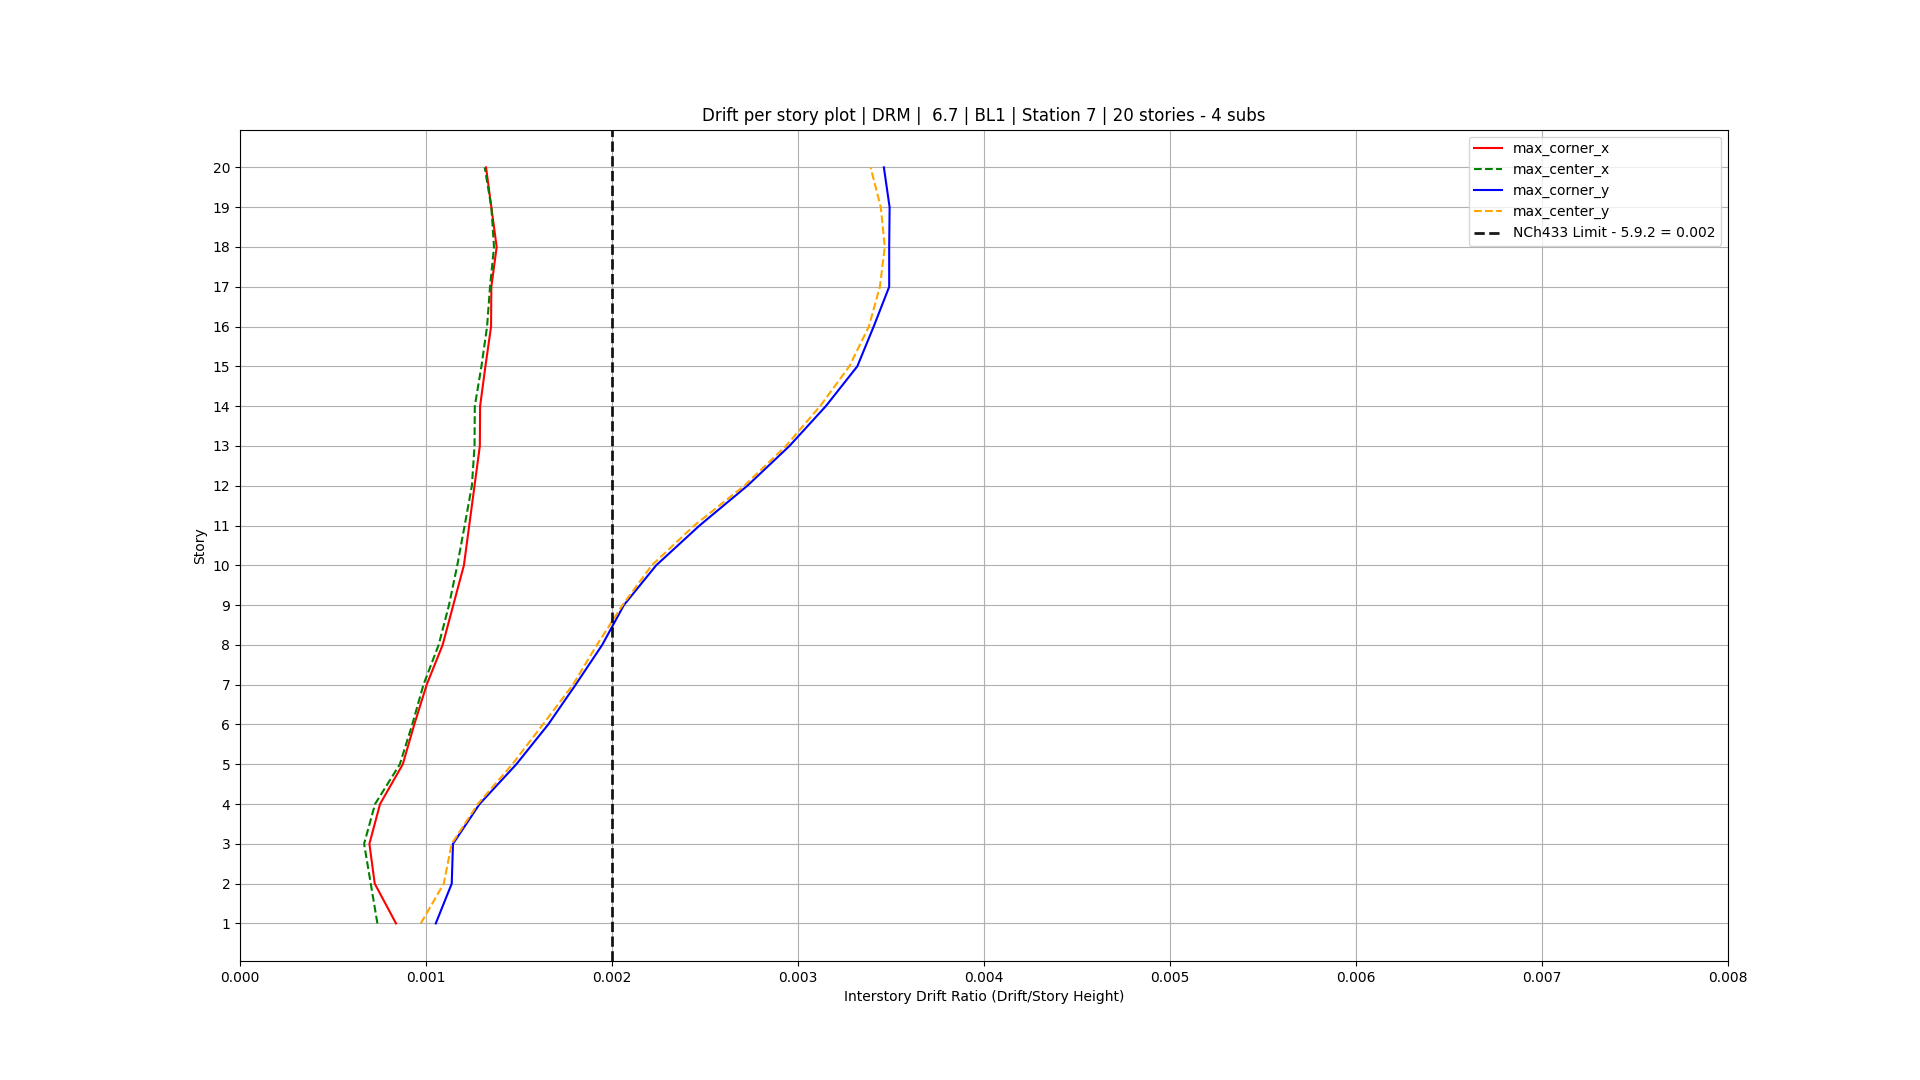 Drift per story plot | DRM |  6.7 | BL1 | Station 7 | 20 stories - 4 subs
max_corner_x
max_center_x
max_corner_y
max_center_y
NCh433 Limit - 5.9.2 = 0.002
20
19
18
17
16
15
14
13
12
11
10
9
8
7
6
5
4
3
2
1
Story
0.000 0.001 0.002 0.003 0.004 0.005 0.006 0.007 0.008
Interstory Drift Ratio (Drift/Story Height)